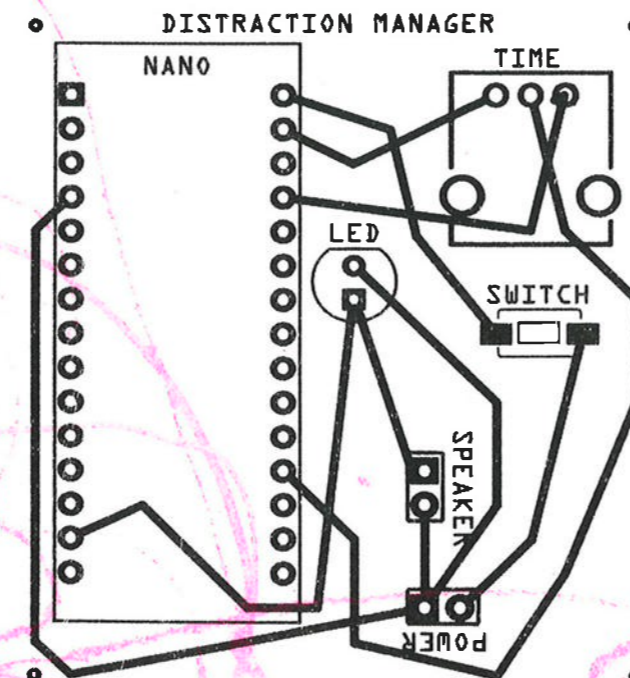 DISTRACTION MANAGER
NANO
TIME
LED
SWITCH
SPEAKER
POWER